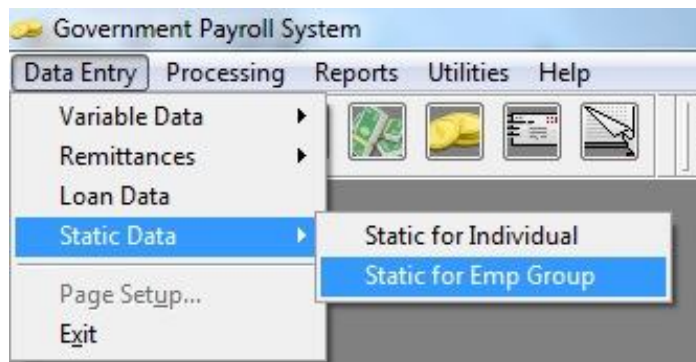 Government Payroll System
Data Entry Processing Reports Utilities Help
Variable Data
Remittances
Loan Data
Static Data
Static for Individual
Static for Emp Group
Page Setup...
Exit